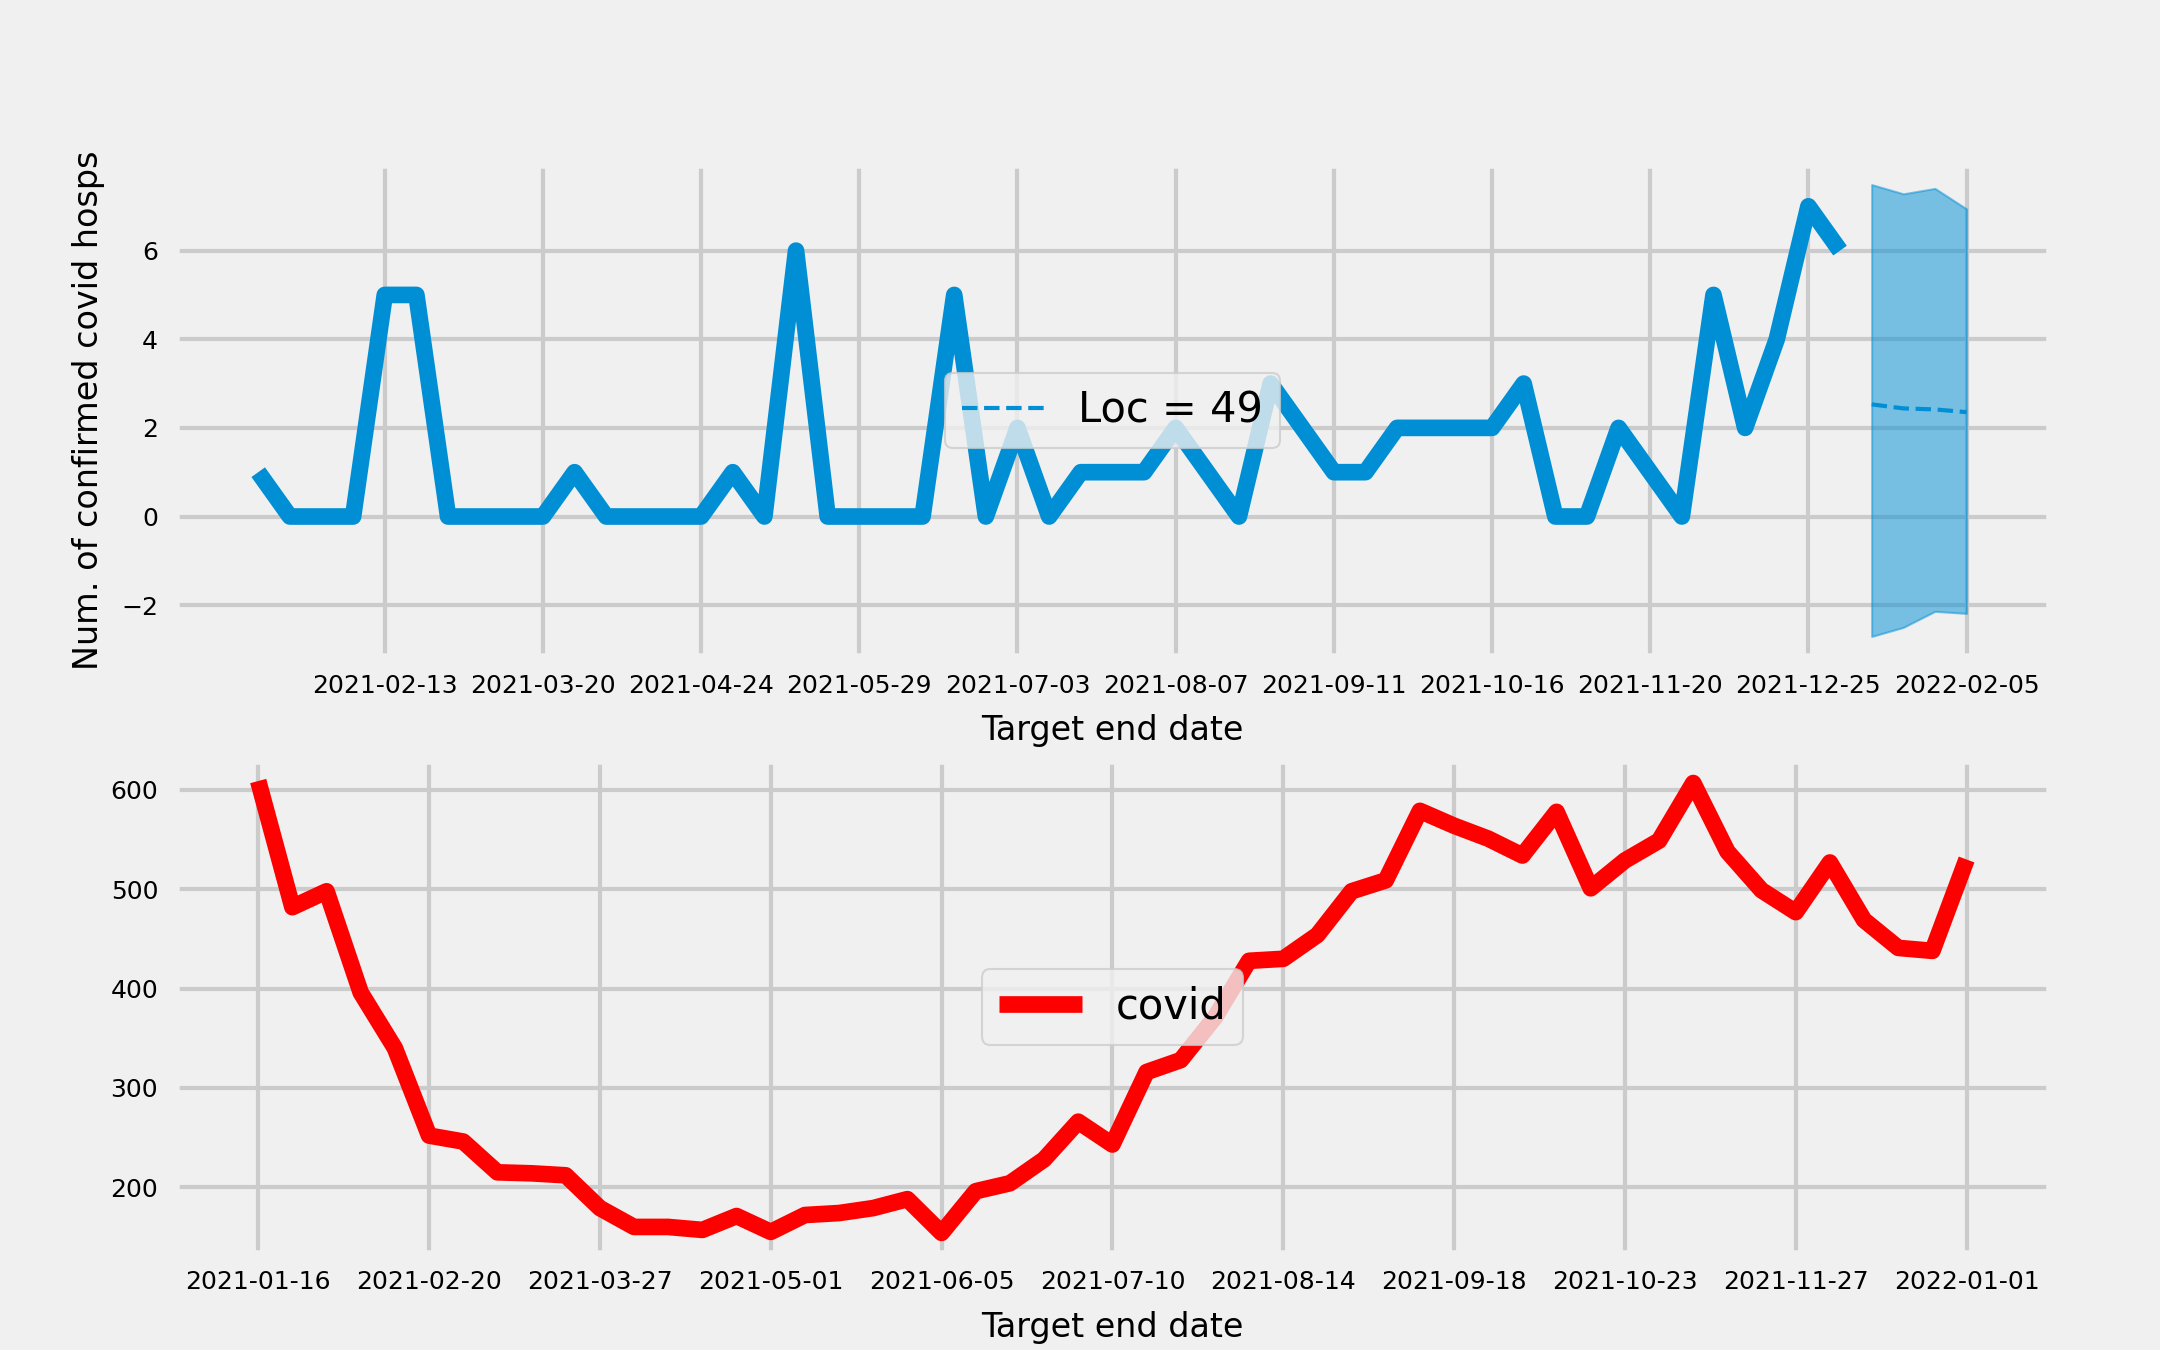 Num. of confirmed covid hosps
6
4
2
0
−2
Loc = 49
2021-02-13 2021-03-20 2021-04-24 2021-05-29 2021-07-03 2021-08-07 2021-09-11 2021-10-16 2021-11-20 2021-12-25 2022-02-05
Target end date
600
500
400
300
200
covid
2021-01-16 2021-02-20 2021-03-27 2021-05-01 2021-06-05 2021-07-10 2021-08-14 2021-09-18 2021-10-23 2021-11-27 2022-01-01
Target end date